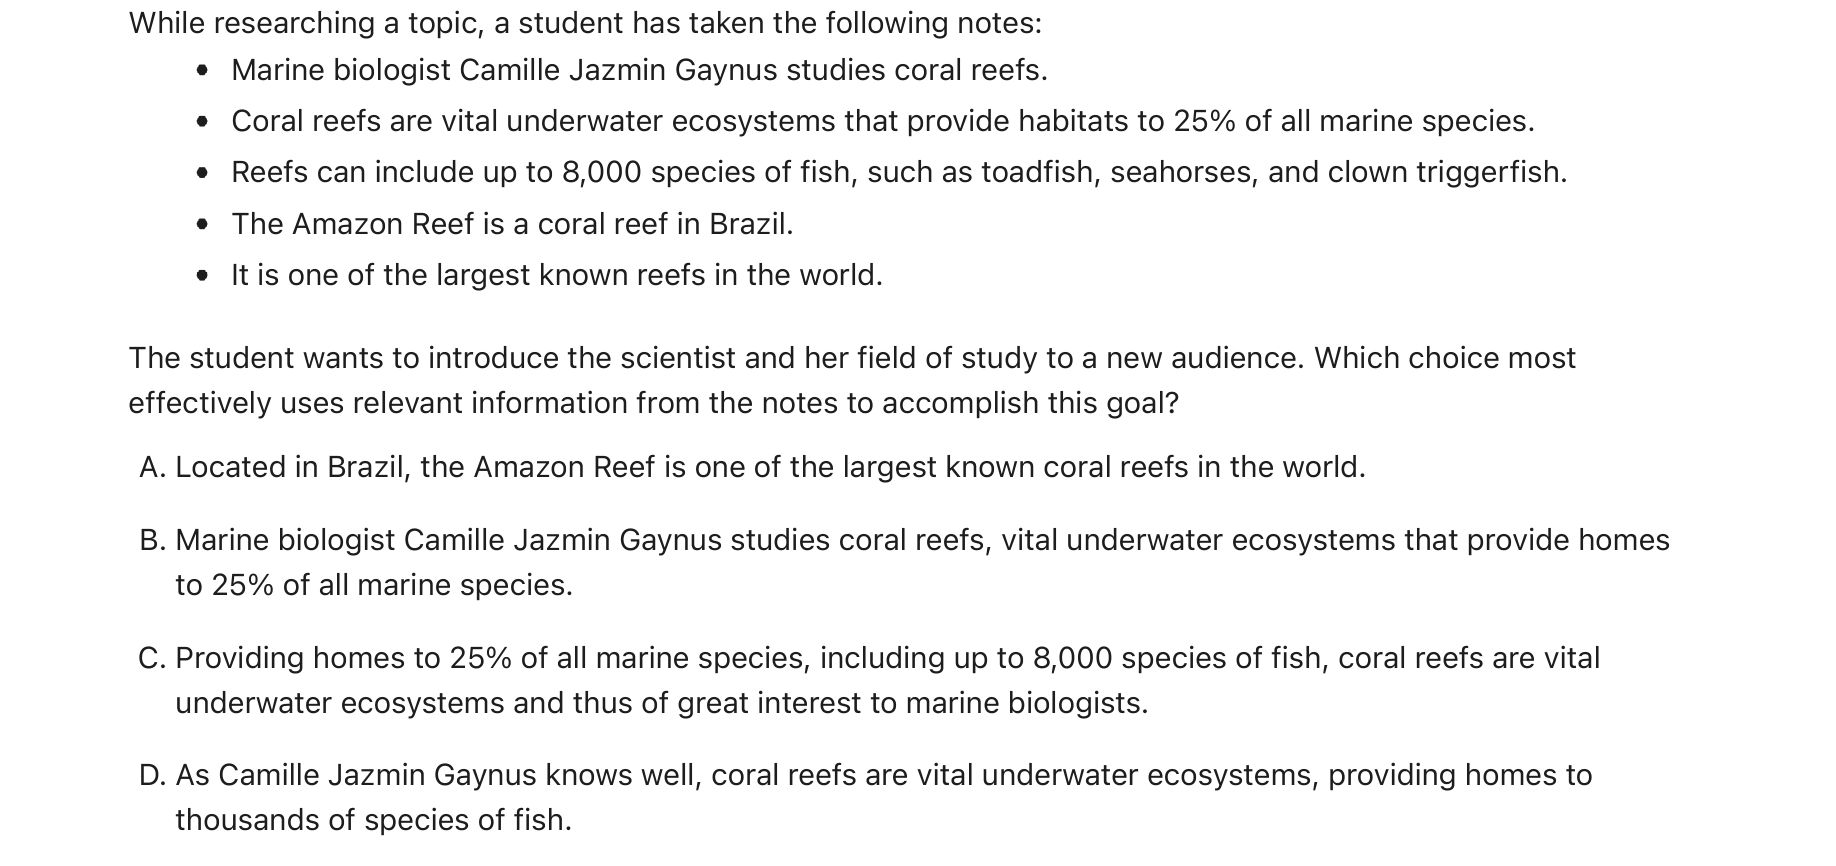 While researching a topic, a student has taken the following notes:
• Marine biologist Camille Jazmin Gaynus studies coral reefs.
• Coral reefs are vital underwater ecosystems that provide habitats to 25% of all marine species.
• Reefs can include up to 8,000 species of fish, such as toadfish, seahorses, and clown triggerfish.
• The Amazon Reef is a coral reef in Brazil.
• It is one of the largest known reefs in the world.
The student wants to introduce the scientist and her field of study to a new audience. Which choice most
effectively uses relevant information from the notes to accomplish this goal?
A. Located in Brazil, the Amazon Reef is one of the largest known coral reefs in the world.
B. Marine biologist Camille Jazmin Gaynus studies coral reefs, vital underwater ecosystems that provide homes
to 25% of all marine species.
C. Providing homes to 25% of all marine species, including up to 8,000 species of fish, coral reefs are vital
underwater ecosystems and thus of great interest to marine biologists.
D. As Camille Jazmin Gaynus knows well, coral reefs are vital underwater ecosystems, providing homes to
thousands of species of fish.